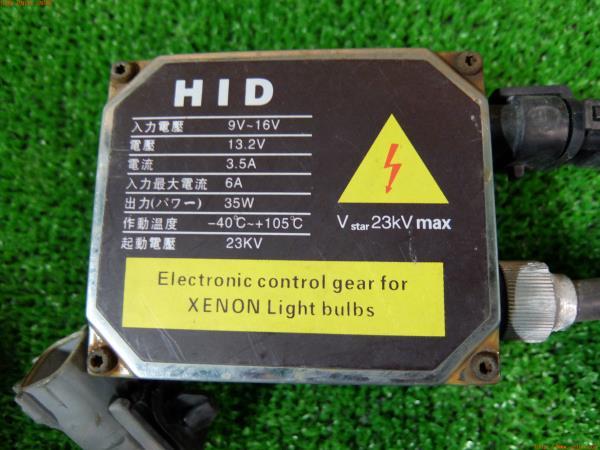 HID
入力電壓 9V~16V
電壓 13.2V
電流 3.5A
入力最大電流 6A
出力(パワー) 35W
作動温度 -40℃~+105℃
起動電壓 23KV
V star 23kV max
Electronic control gear for
XENON Light bulbs